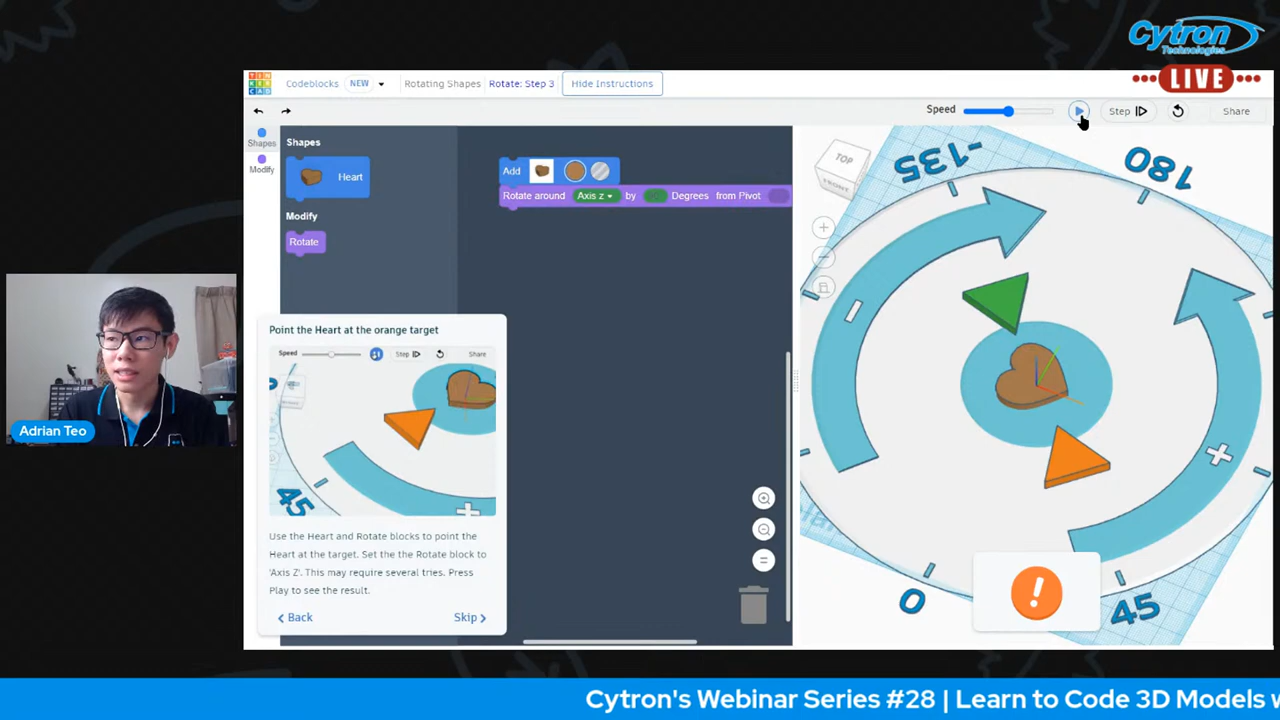 Cytron
Technologies
LIVE
TIN
KER
CAD
Codeblocks NEW Rotating Shapes Rotate: Step 3 Hide Instructions
Speed Step Share
Shapes
Modify
Shapes
Heart
Modify
Rotate
Add
Rotate around Axis z by Degrees from Pivot
TOP
FRONT
-135
180
0
45
+
Point the Heart at the orange target
Speed Step Share
45
+
Use the Heart and Rotate blocks to point the
Heart at the target. Set the the Rotate block to
'Axis Z'. This may require several tries. Press
Play to see the result.
Back Skip
!
Adrian Teo
Cytron's Webinar Series #28 | Learn to Code 3D Models w